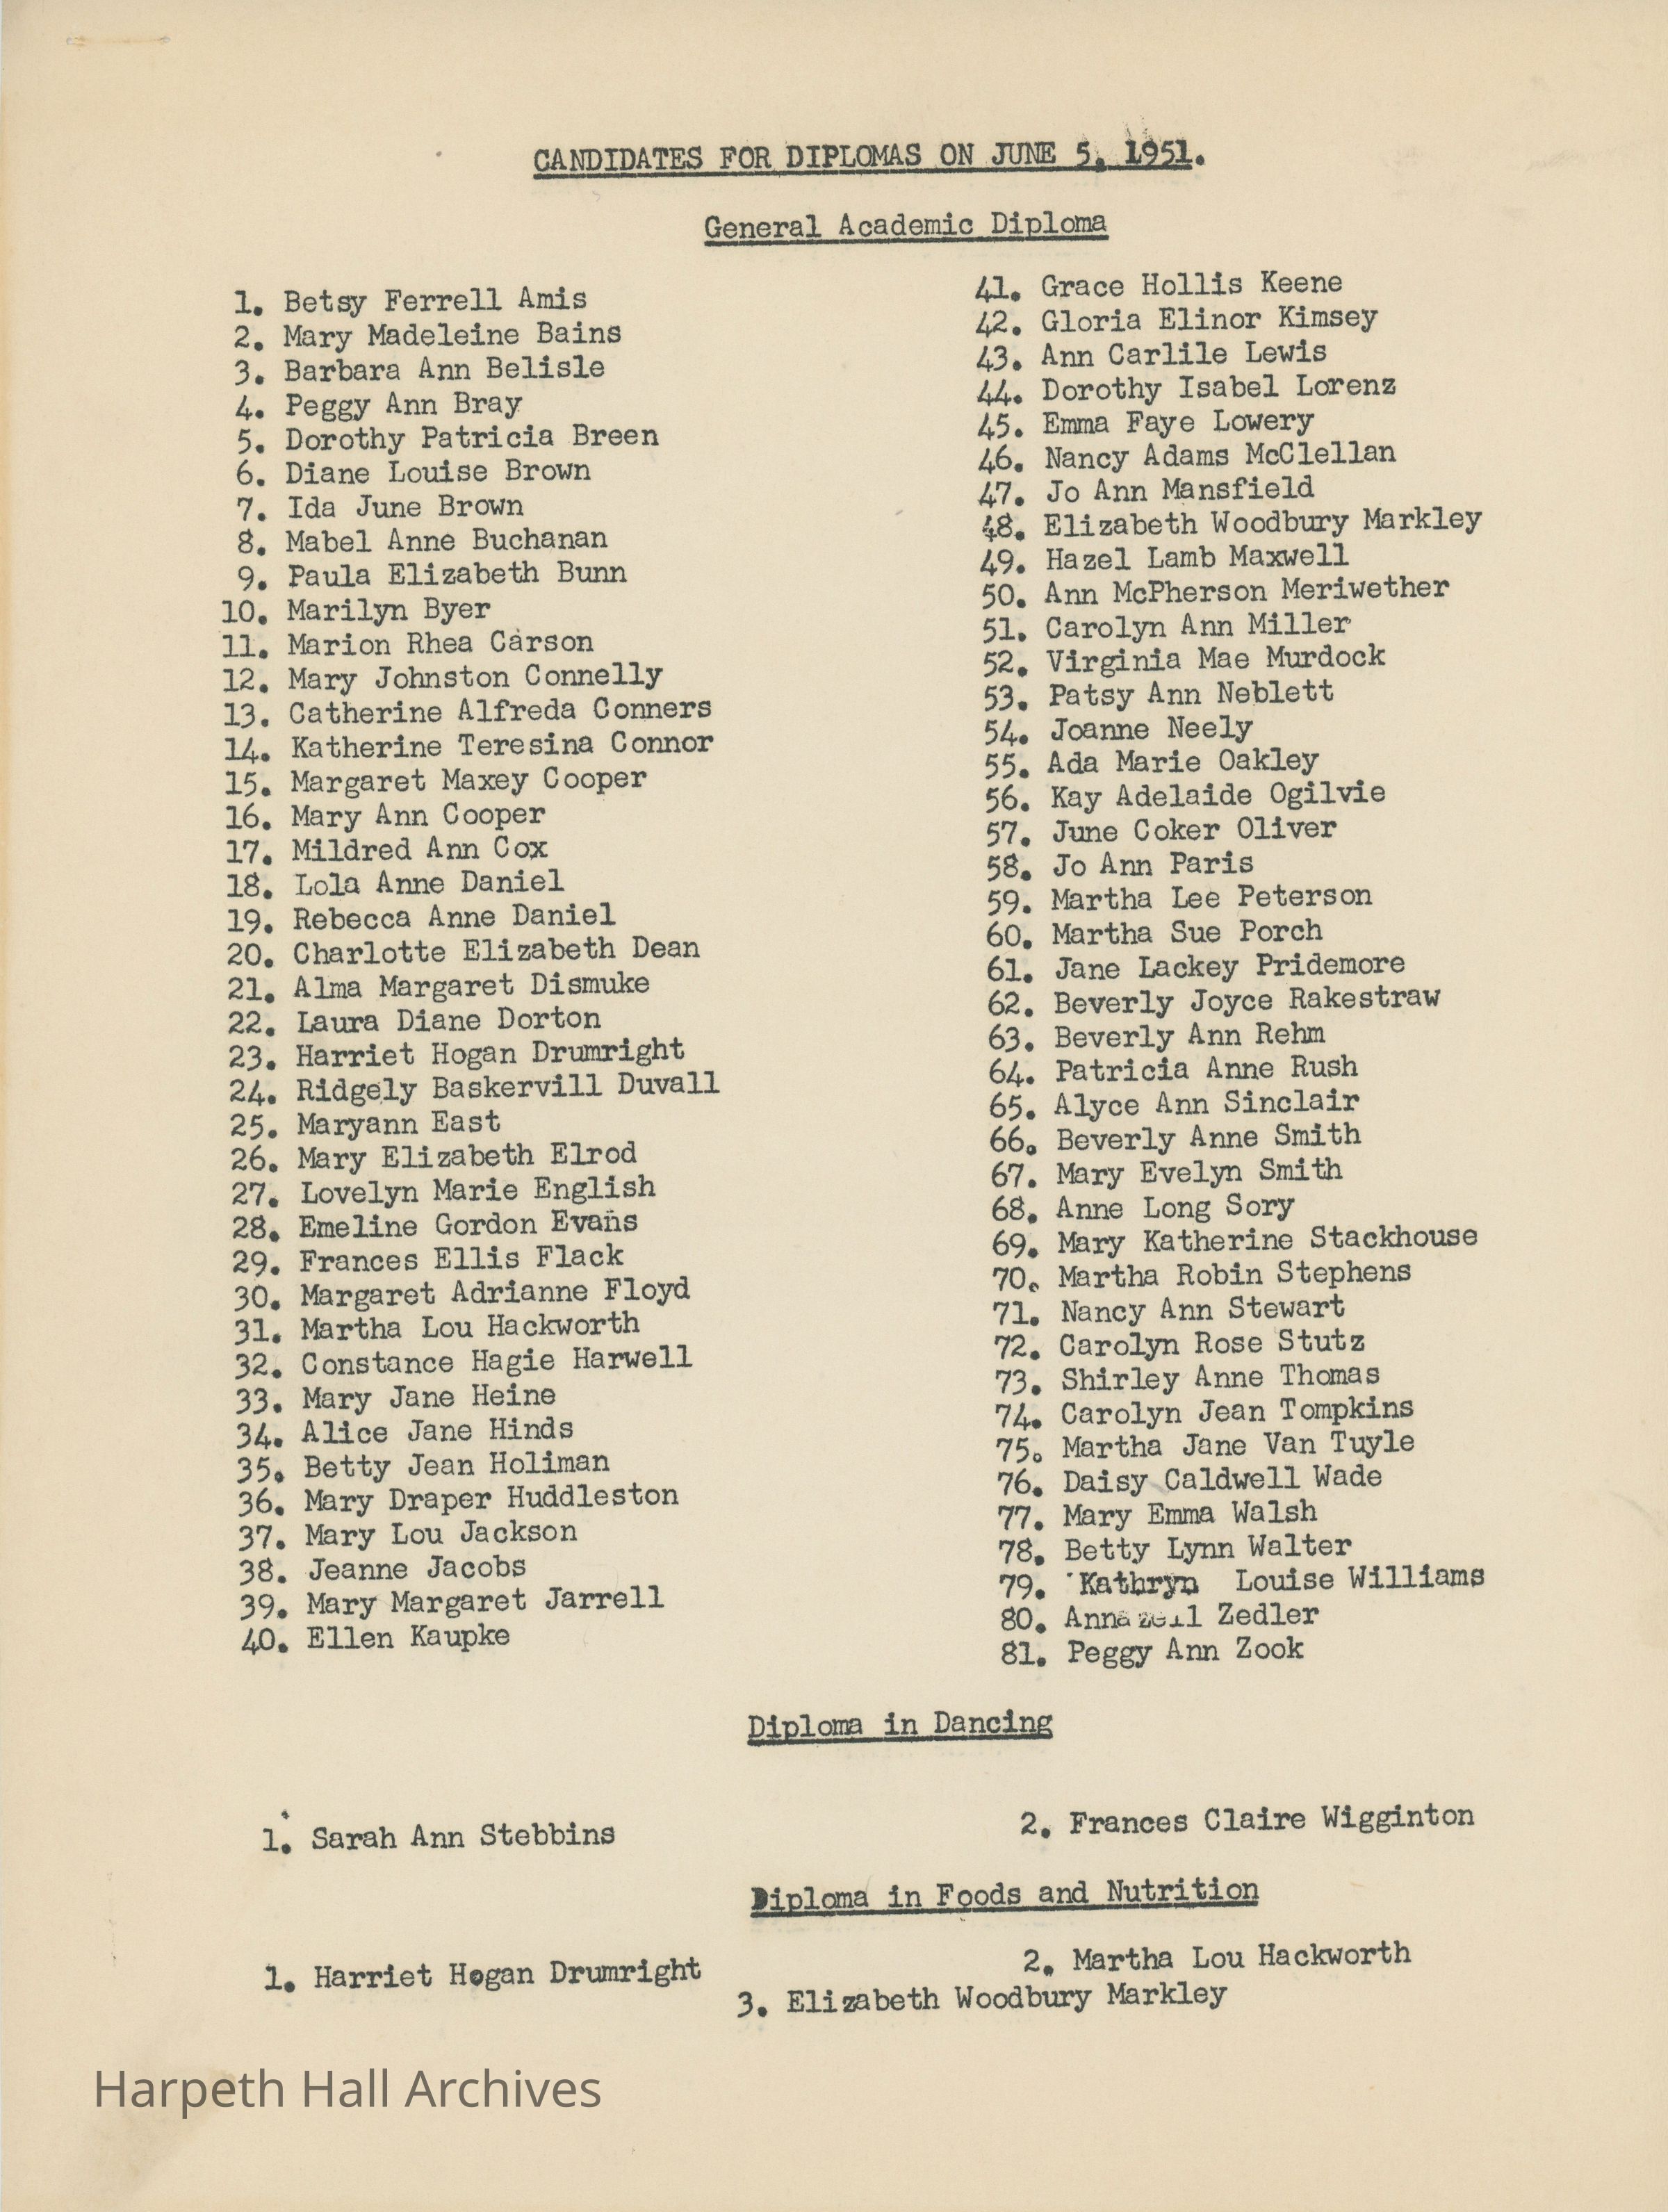 CANDIDATES FOR DIPLOMAS ON JUNE 5, 1951.
General Academic Diploma
1. Betsy Ferrell Amis
2. Mary Madeleine Bains
3. Barbara Ann Belisle
4. Peggy Ann Bray
5. Dorothy Patricia Breen
6. Diane Louise Brown
7. Ida June Brown
8. Mabel Anne Buchanan
9. Paula Elizabeth Bunn
10. Marilyn Byer
11. Marion Rhea Carson
12. Mary Johnston Connelly
13. Catherine Alfreda Conners
14. Katherine Teresina Connor
15. Margaret Maxey Cooper
16. Mary Ann Cooper
17. Mildred Ann Cox
18. Lola Anne Daniel
19. Rebecca Anne Daniel
20. Charlotte Elizabeth Dean
21. Alma Margaret Dismuke
22. Laura Diane Dorton
23. Harriet Hogan Drumright
24. Ridgely Baskervill Duvall
25. Maryann East
26. Mary Elizabeth Elrod
27. Lovelyn Marie English
28. Emeline Gordon Evans
29. Frances Ellis Flack
30. Margaret Adrianne Floyd
31. Martha Lou Hackworth
32. Constance Hagie Harwell
33. Mary Jane Heine
34. Alice Jane Hinds
35. Betty Jean Holiman
36. Mary Draper Huddleston
37. Mary Lou Jackson
38. Jeanne Jacobs
39. Mary Margaret Jarrell
40. Ellen Kaupke
41. Grace Hollis Keene
42. Gloria Elinor Kimsey
43. Ann Carlile Lewis
44. Dorothy Isabel Lorenz
45. Emma Faye Lowery
46. Nancy Adams McClellan
47. Jo Ann Mansfield
48. Elizabeth Woodbury Markley
49. Hazel Lamb Maxwell
50. Ann McPherson Meriwether
51. Carolyn Ann Miller
52. Virginia Mae Murdock
53. Patsy Ann Neblett
54. Joanne Neely
55. Ada Marie Oakley
56. Kay Adelaide Ogilvie
57. June Coker Oliver
58. Jo Ann Paris
59. Martha Lee Peterson
60. Martha Sue Porch
61. Jane Lackey Pridemore
62. Beverly Joyce Rakestraw
63. Beverly Ann Rehm
64. Patricia Anne Rush
65. Alyce Ann Sinclair
66. Beverly Anne Smith
67. Mary Evelyn Smith
68. Anne Long Sory
69. Mary Katherine Stackhouse
70. Martha Robin Stephens
71. Nancy Ann Stewart
72. Carolyn Rose Stutz
73. Shirley Anne Thomas
74. Carolyn Jean Tompkins
75. Martha Jane Van Tuyle
76. Daisy Caldwell Wade
77. Mary Emma Walsh
78. Betty Lynn Walter
79. Kathryn Louise Williams
80. Zedler
81. Peggy Ann Zook
Diploma in Dancing
1. Sarah Ann Stebbins
2. Frances Claire Wigginton
Diploma in Foods and Nutrition
1. Harriet Hogan Drumright
2. Martha Lou Hackworth
3. Elizabeth Woodbury Markley
Harpeth Hall Archives